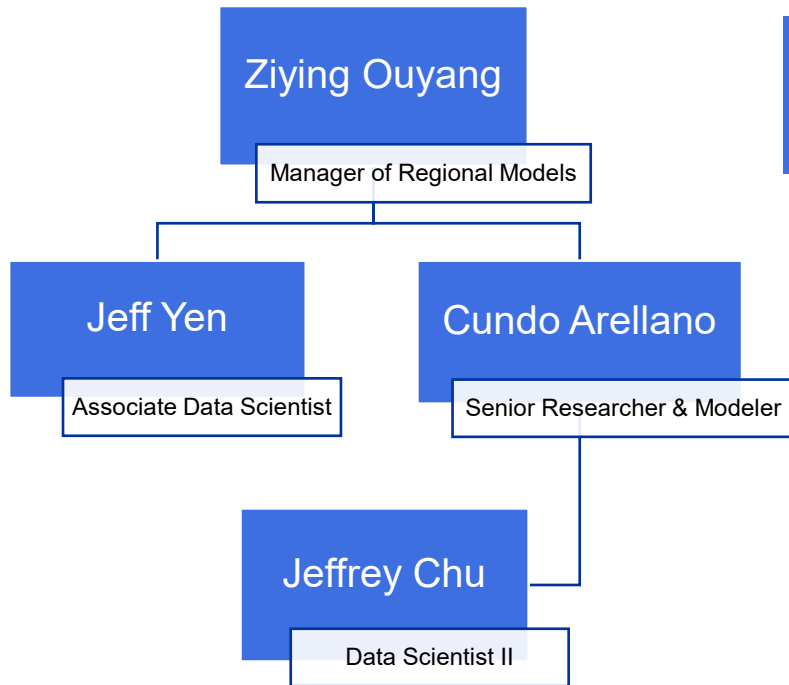 Ziying Ouyang
Manager of Regional Models
Jeff Yen
Associate Data Scientist
Cundo Arellano
Senior Researcher & Modeler
Jeffrey Chu
Data Scientist II